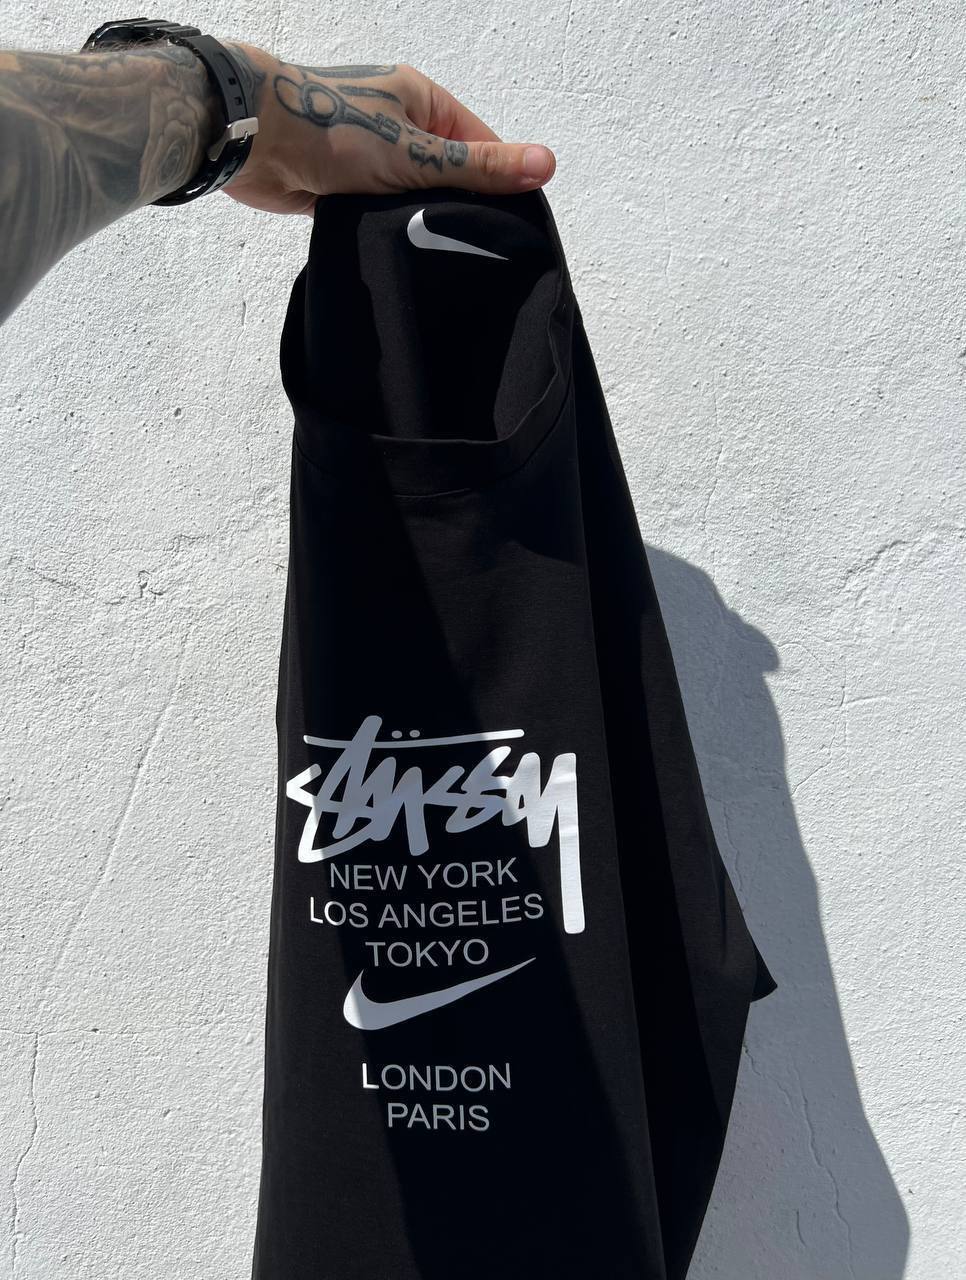 Stüssy
NEW YORK
LOS ANGELES
TOKYO
LONDON
PARIS